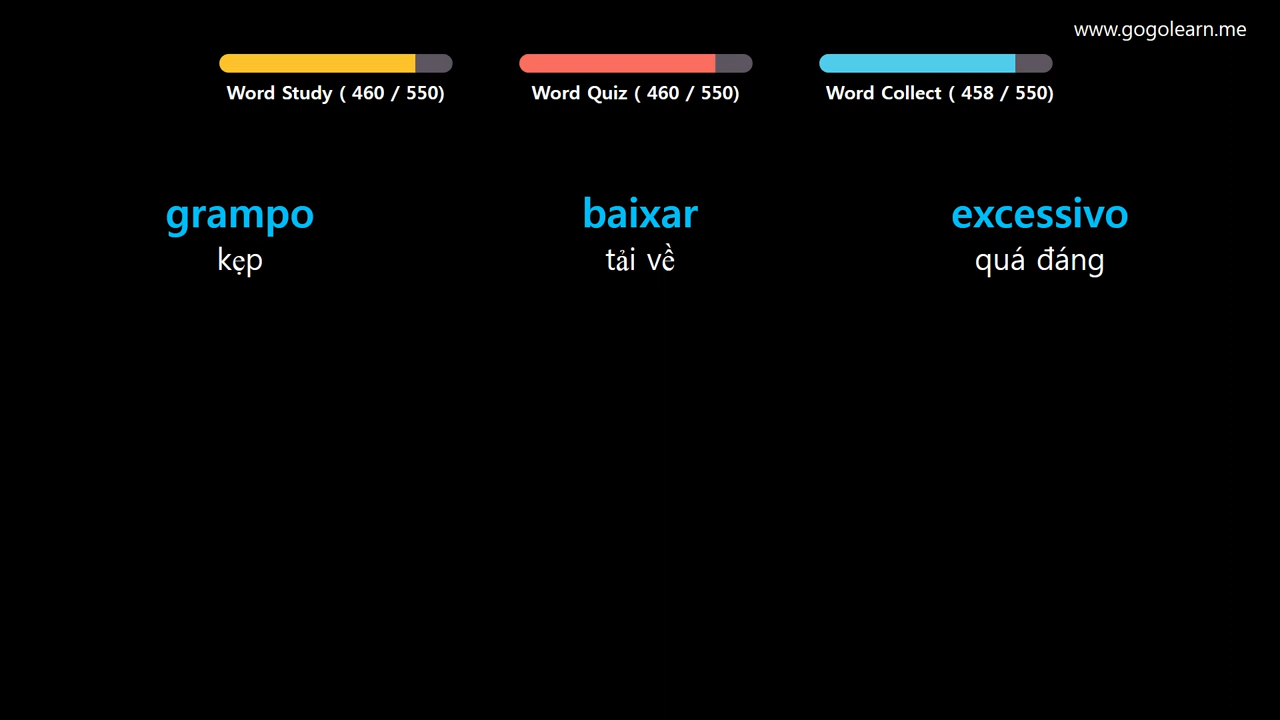 www.gogolearn.me
Word Study ( 460 / 550)
Word Quiz ( 460 / 550)
Word Collect ( 458 / 550)
grampo
kẹp
baixar
tải về
excessivo
quá đáng